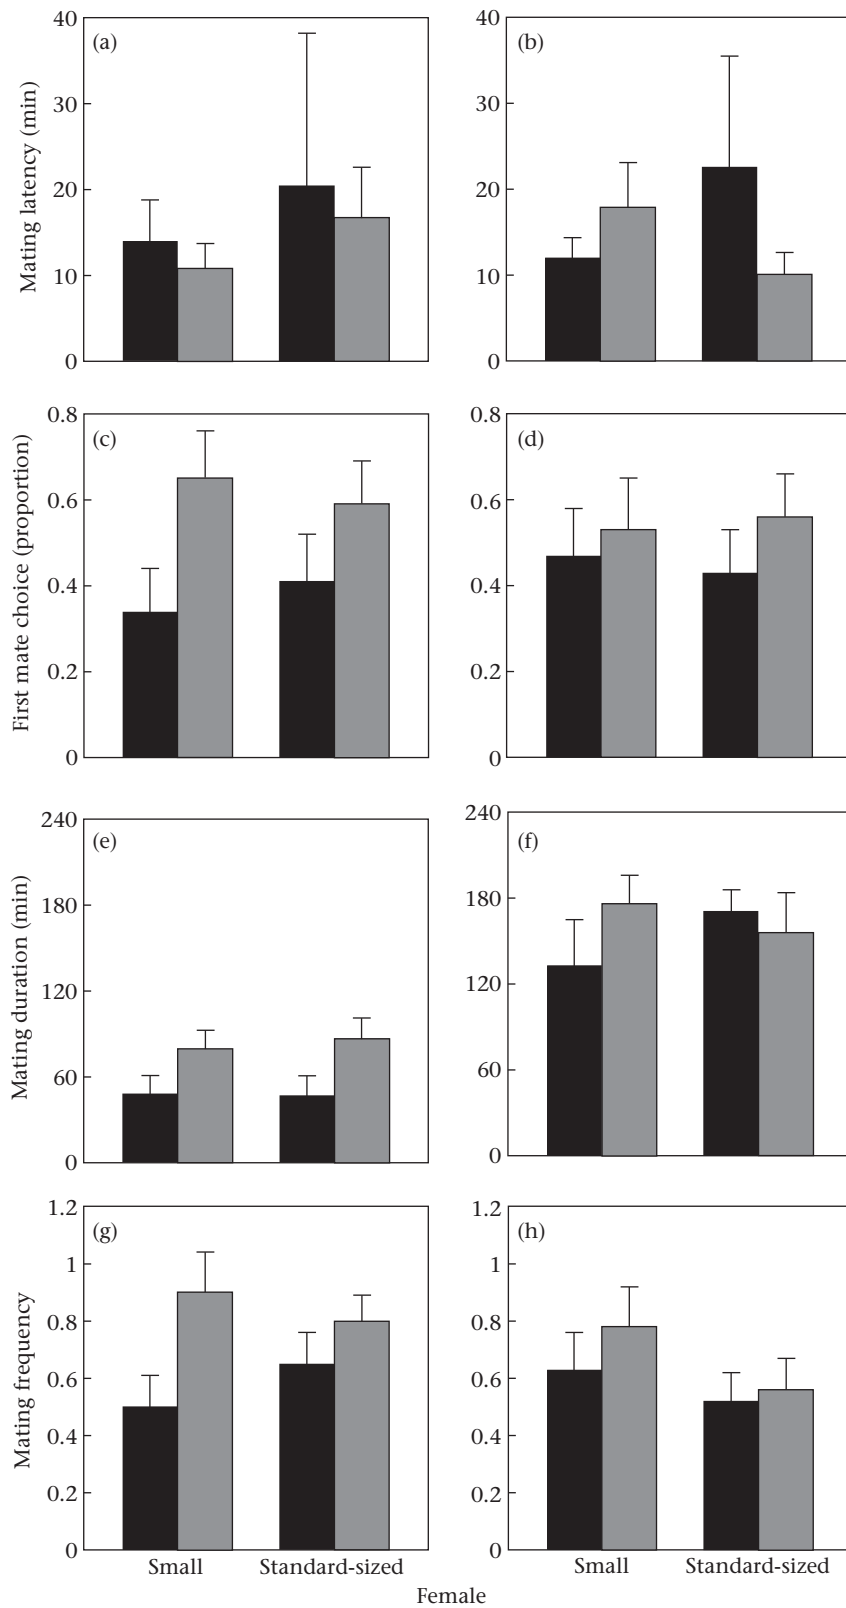 40
(a)
30
20
10
0
Mating latency (min)
40
(b)
30
20
10
0
0.8
(c)
0.6
0.4
0.2
0
First mate choice (proportion)
0.8
(d)
0.6
0.4
0.2
0
240
(e)
180
120
60
0
Mating duration (min)
240
(f)
180
120
60
0
1.2
(g)
1
0.8
0.6
0.4
0.2
0
Mating frequency
Small Standard-sized
1.2
(h)
1
0.8
0.6
0.4
0.2
0
Small Standard-sized
Female